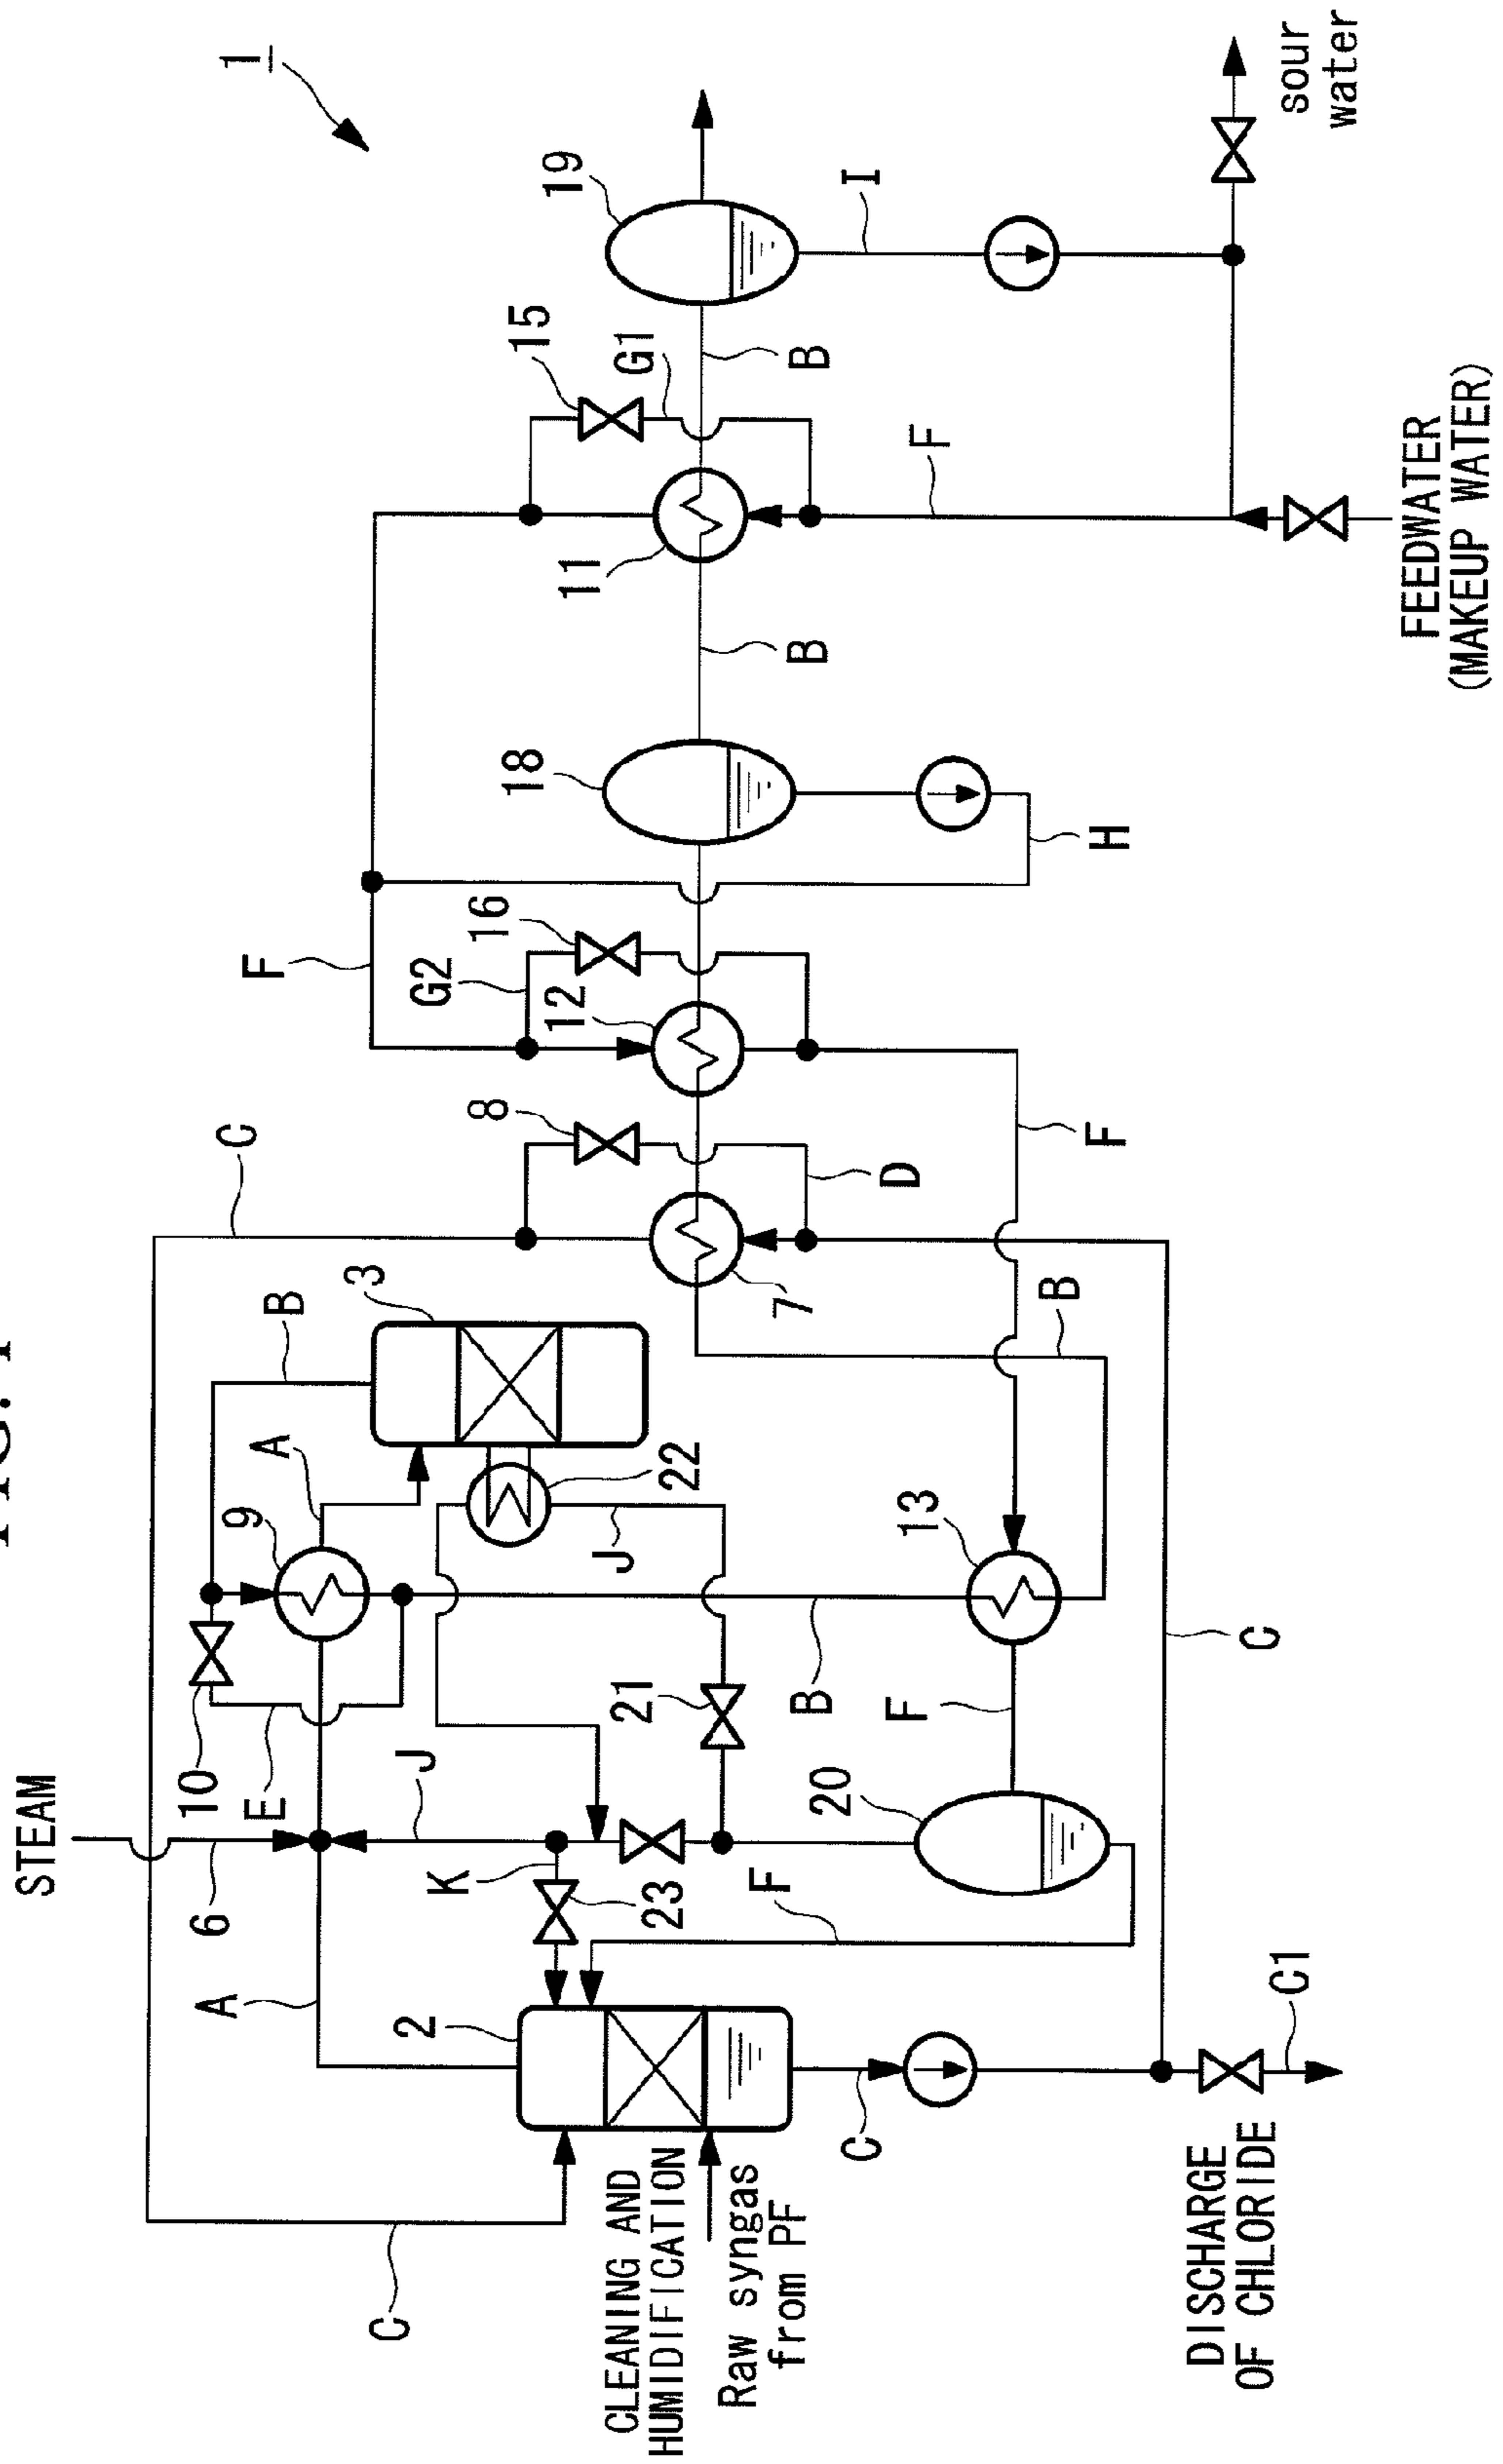 STEAM
6
A
10
C
1
E
9
A
B
F
C
2
J
3
G2
K
8
16
18
15
19
12
11
G1
J
22
CLEANING AND
HUMIDIFICATION
23
21
Raw syngas
from PF
F
B
7
B
B
I
C
20
F
13
D
F
B
F
H
C
C1
DISCHARGE
OF CHLORIDE
sour
water
FEEDWATER
(MAKEUP WATER)